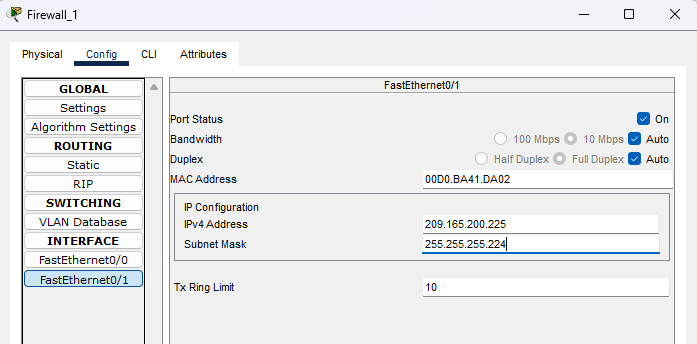 Firewall_1
Physical Config CLI Attributes
GLOBAL
Settings
Algorithm Settings
ROUTING
Static
RIP
SWITCHING
VLAN Database
INTERFACE
FastEthernet0/0
FastEthernet0/1
FastEthernet0/1
Port Status On
Bandwidth 100 Mbps 10 Mbps Auto
Duplex Half Duplex Full Duplex Auto
MAC Address 00D0.BA41.DA02
IP Configuration
IPv4 Address 209.165.200.225
Subnet Mask 255.255.255.224
Tx Ring Limit 10